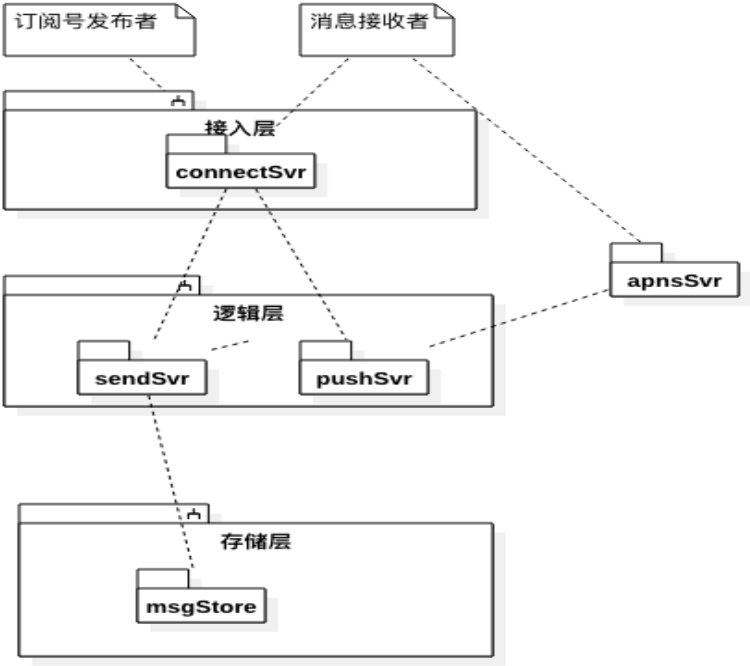 订阅号发布者
消息接收者
接入层
connectSvr
apnsSvr
逻辑层
sendSvr
pushSvr
存储层
msgStore